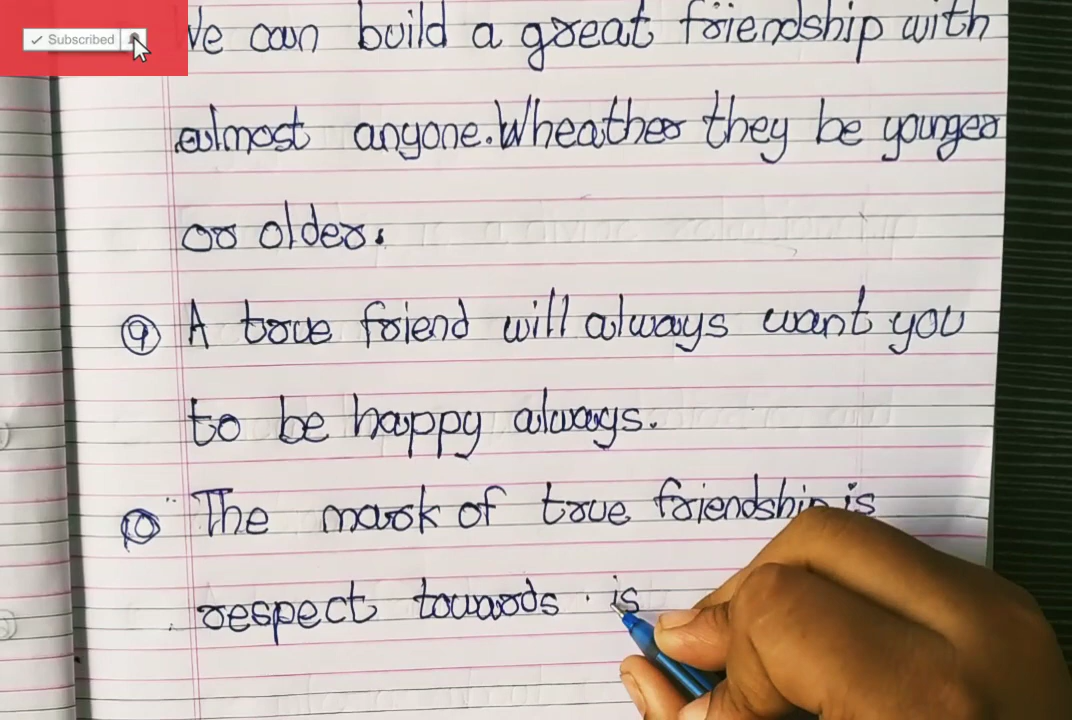 Subscribed
We can build a great friendship with
almost anyone. Wheather they be younger
or older.
9 A true friend will always want you
to be happy always.
10 The mark of true friendship is
respect towards is